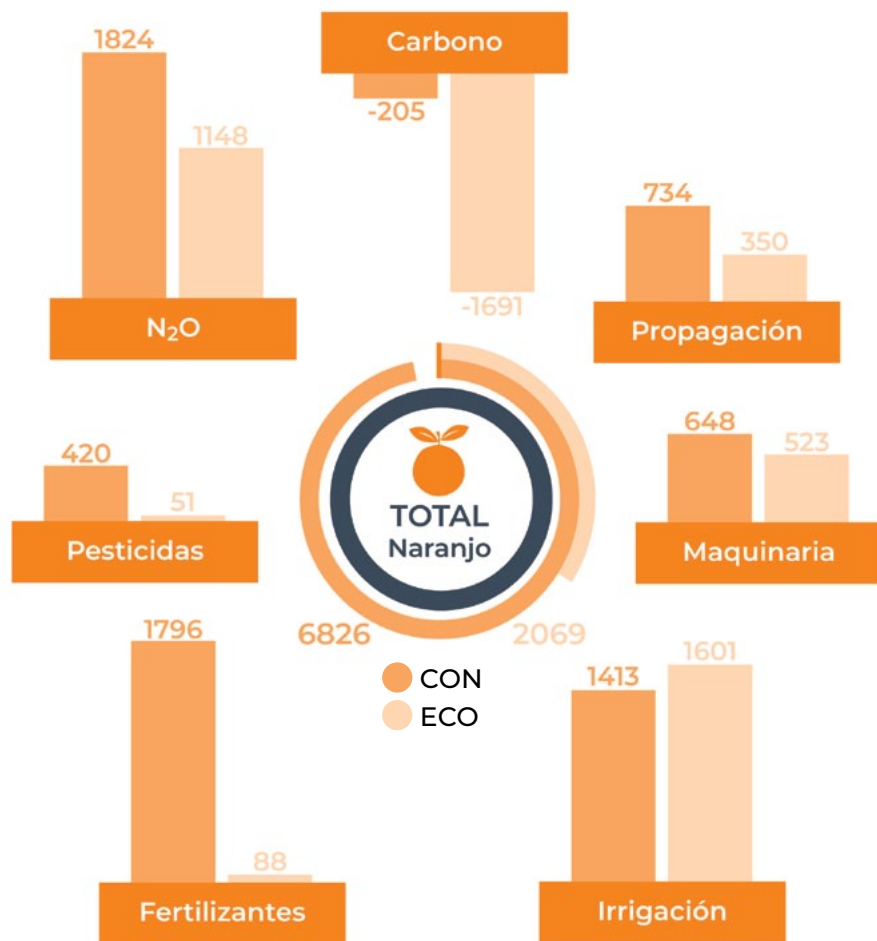 1824
1148
N₂O
Carbono
-205
-1691
734
350
Propagación
420
51
Pesticidas
TOTAL
Naranjo
6826
2069
648
523
Maquinaria
CON
ECO
1796
88
Fertilizantes
1413
1601
Irrigación